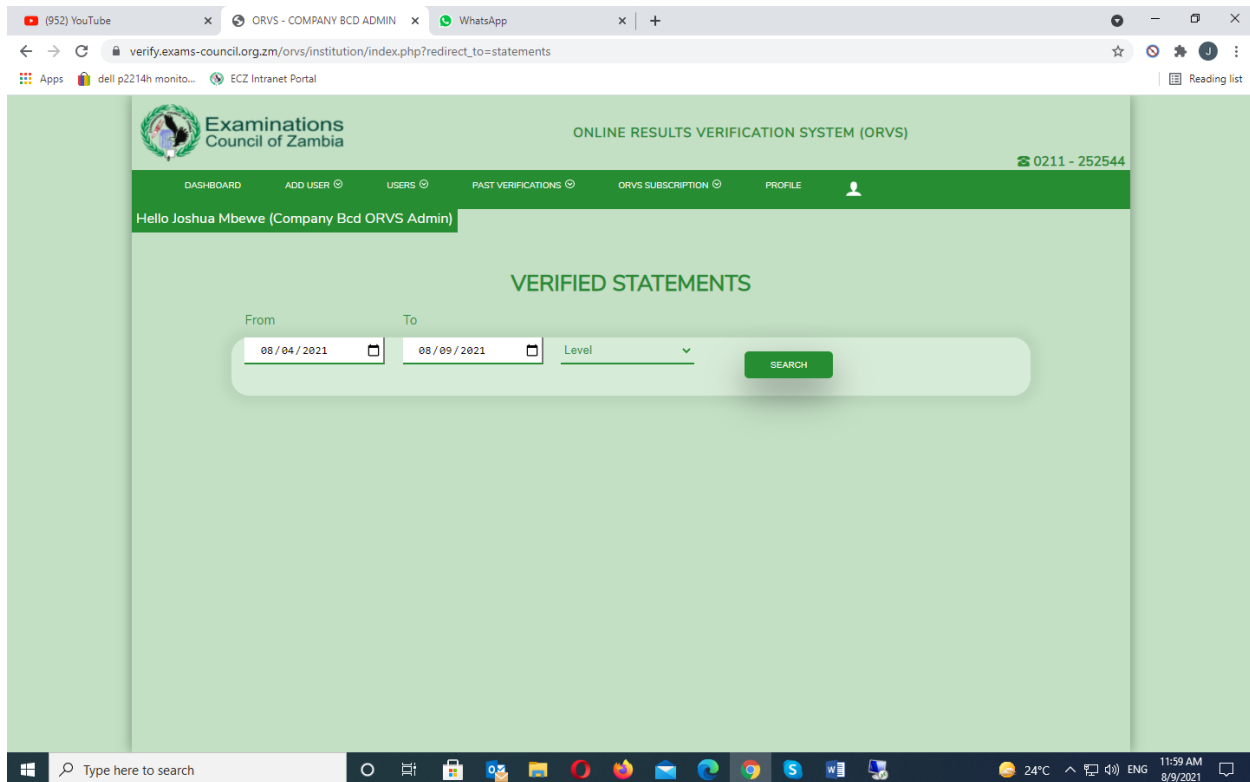 (952) YouTube
ORVS - COMPANY BCD ADMIN
WhatsApp
verify.exams-council.org.zm/orvs/institution/index.php?redirect_to=statements
J
Apps
dell p2214h monito...
ECZ Intranet Portal
Reading list
Examinations
Council of Zambia
ONLINE RESULTS VERIFICATION SYSTEM (ORVS)
0211 - 252544
DASHBOARD ADD USER USERS PAST VERIFICATIONS ORVS SUBSCRIPTION PROFILE
Hello Joshua Mbewe (Company Bcd ORVS Admin)
VERIFIED STATEMENTS
From To
08/04/2021 08/09/2021 Level SEARCH
Type here to search
24°C ENG
11:59 AM
8/9/2021